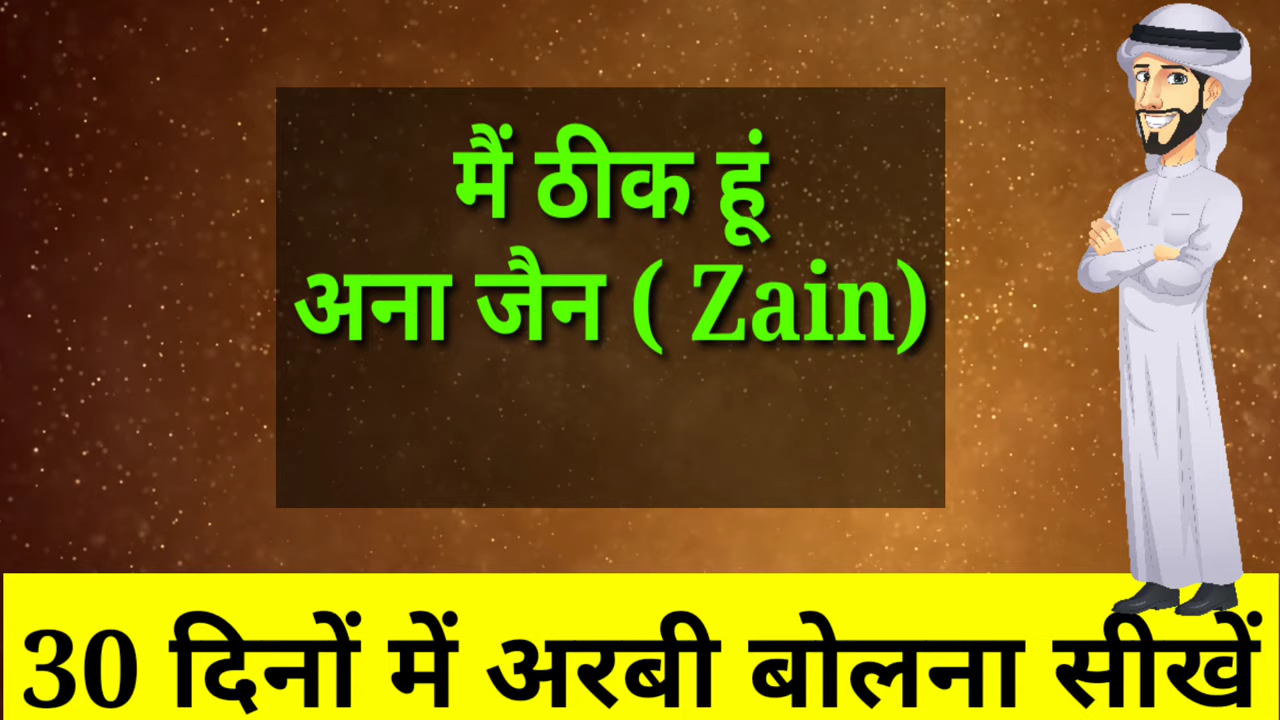 मैं ठीक हूं
अना जैन ( Zain)
30 दिनों में अरबी बोलना सीखें